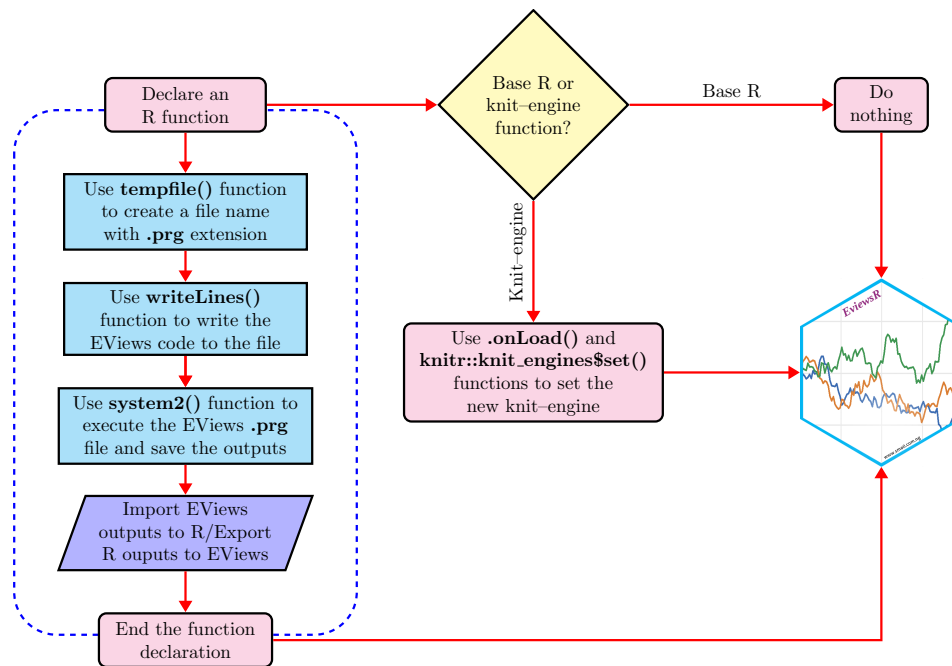 Declare an
R function
Use tempfile() function
to create a file name
with .prg extension
Use writeLines()
function to write the
EViews code to the file
Use system2() function to
execute the EViews .prg
file and save the outputs
Import EViews
outputs to R/Export
R ouputs to EViews
End the function
declaration
Base R or
knit–engine
function?
Base R
Do
nothing
Knit–engine
Use .onLoad() and
knitr::knit_engines$set()
functions to set the
new knit–engine
EviewsR